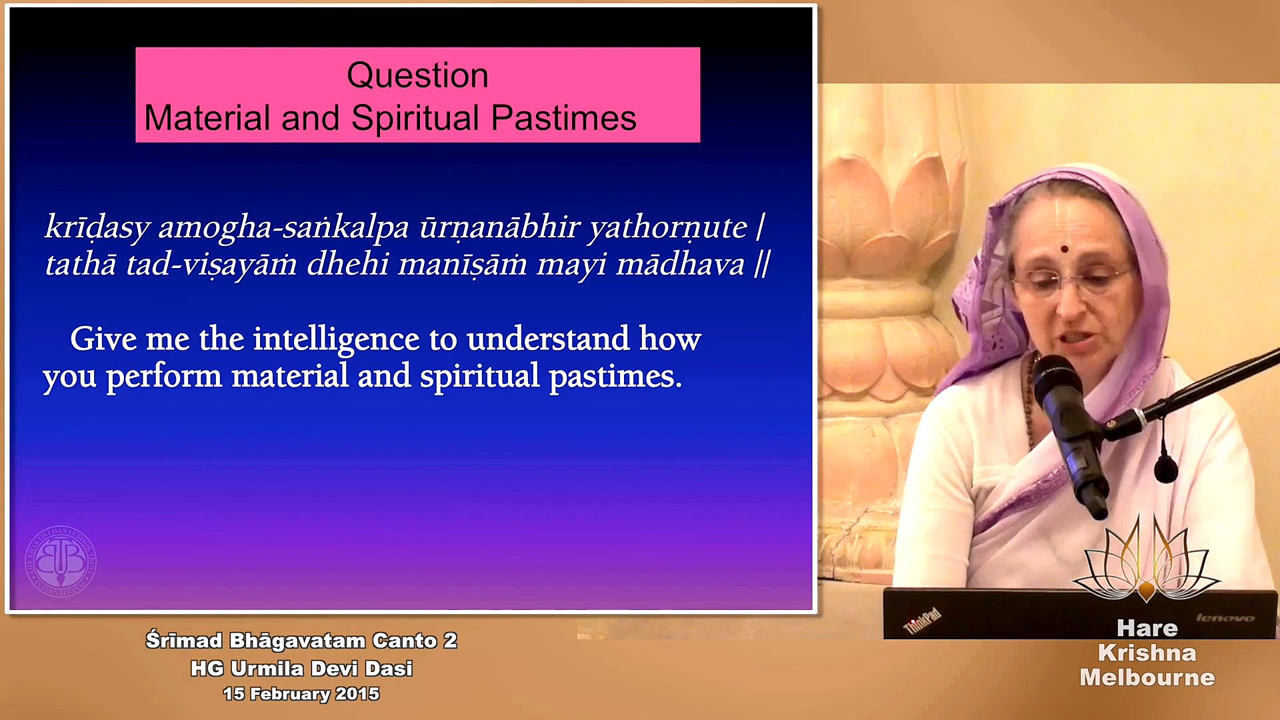 Question
Material and Spiritual Pastimes
krīḍasy amogha-saṅkalpa ūrṇanābhir yathorṇute |
tathā tad-viṣayāṁ dhehi manīṣāṁ mayi mādhava ||
Give me the intelligence to understand how
you perform material and spiritual pastimes.
Śrīmad Bhāgavatam Canto 2
HG Urmila Devi Dasi
15 February 2015
ThinkPad
lenovo
Hare
Krishna
Melbourne